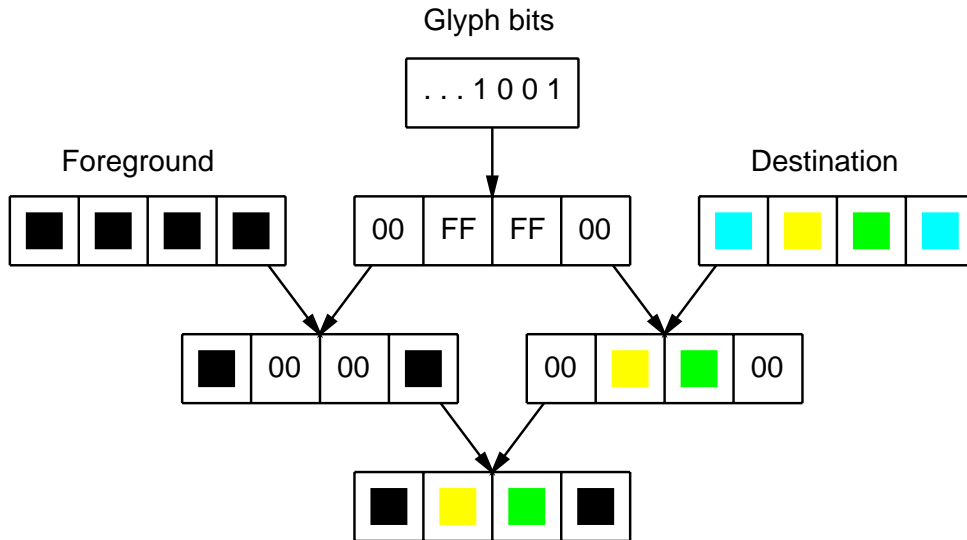 Glyph bits
. . . 1 0 0 1
Foreground
Destination
00 FF FF 00
00 00
00 00